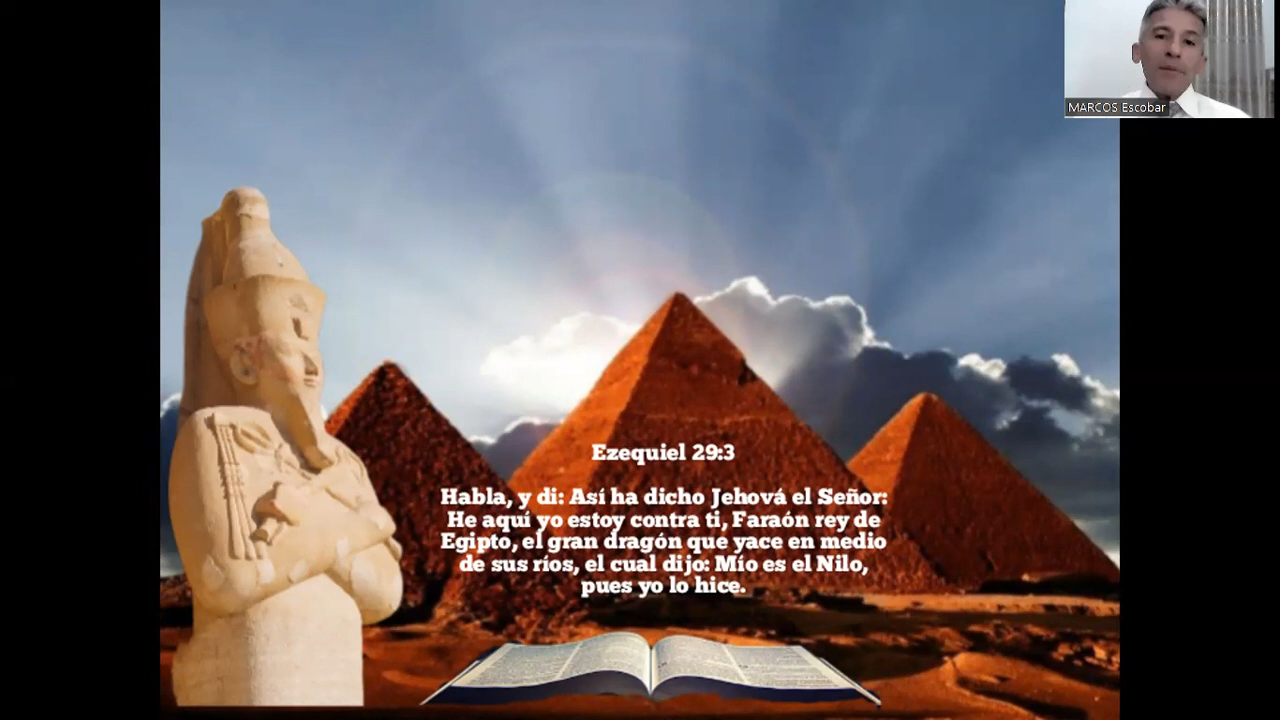 MARCOS Escobar
Ezequiel 29:3
Habla, y di: Así ha dicho Jehová el Señor:
He aquí yo estoy contra ti, Faraón rey de
Egipto, el gran dragón que yace en medio
de sus ríos, el cual dijo: Mío es el Nilo,
pues yo lo hice.